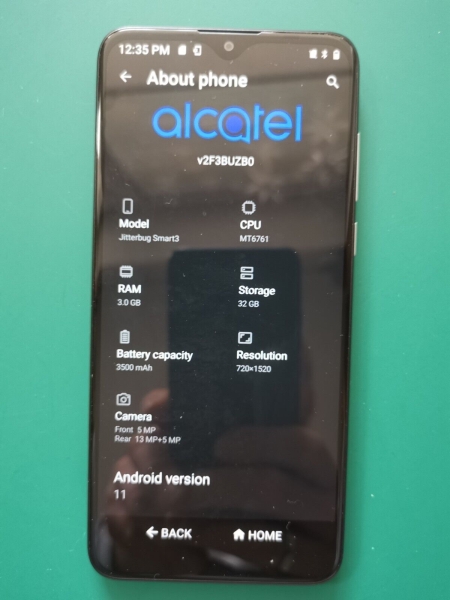 12:35 PM
About phone
alcatel
v2F3BUZB0
Model
Jitterbug Smart3
CPU
MT6761
RAM
3.0 GB
Storage
32 GB
Battery capacity
3500 mAh
Resolution
720×1520
Camera
Front 5 MP
Rear 13 MP+5 MP
Android version
11
BACK
HOME